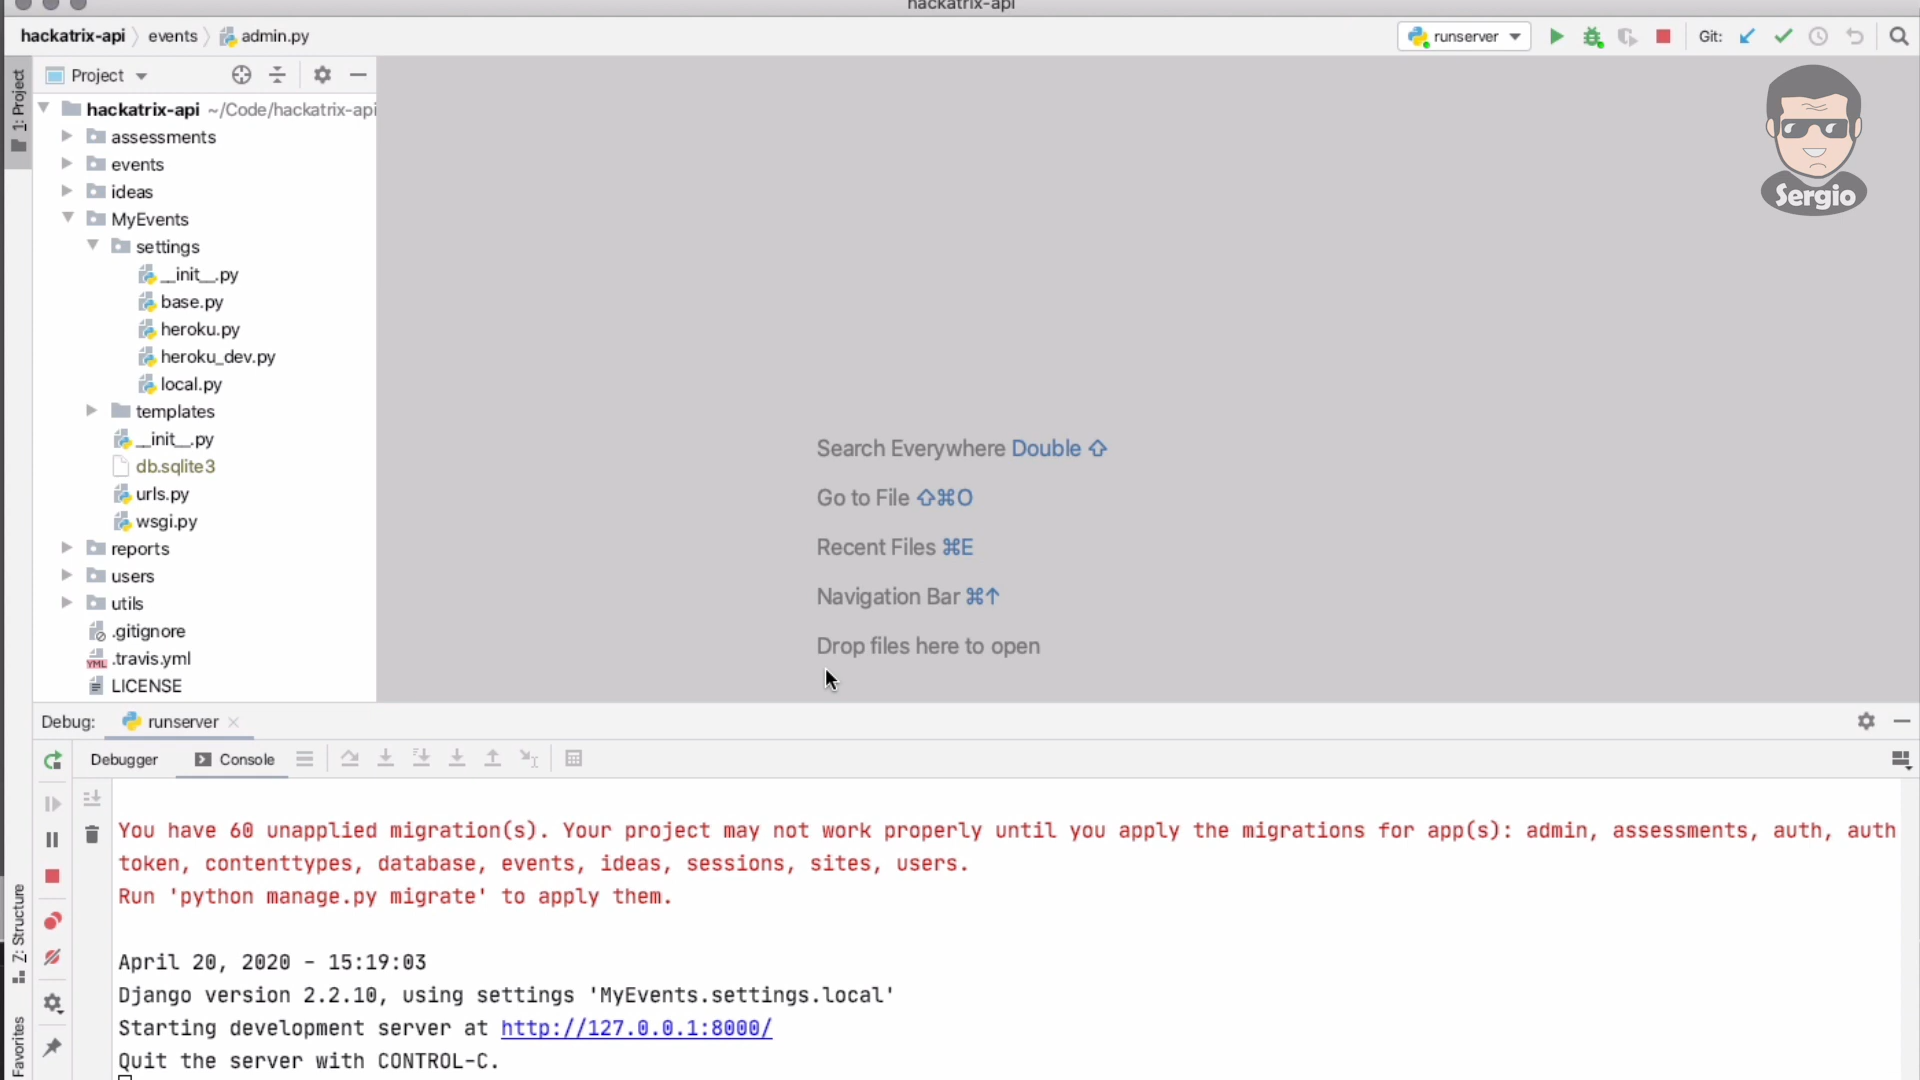 hackatrix-api
hackatrix-api events admin.py
runserver Git:
Sergio
1: Project
Project
hackatrix-api ~/Code/hackatrix-api
assessments
events
ideas
MyEvents
settings
__init__.py
base.py
heroku.py
heroku_dev.py
local.py
templates
__init__.py
db.sqlite3
urls.py
wsgi.py
reports
users
utils
.gitignore
.travis.yml
LICENSE
Search Everywhere Double ⇧
Go to File ⇧⌘O
Recent Files ⌘E
Navigation Bar ⌘↑
Drop files here to open
Debug: runserver
Debugger Console
You have 60 unapplied migration(s). Your project may not work properly until you apply the migrations for app(s): admin, assessments, auth, auth
token, contenttypes, database, events, ideas, sessions, sites, users.
Run 'python manage.py migrate' to apply them.
April 20, 2020 - 15:19:03
Django version 2.2.10, using settings 'MyEvents.settings.local'
Starting development server at http://127.0.0.1:8000/
Quit the server with CONTROL-C.
Z: Structure
Favorites